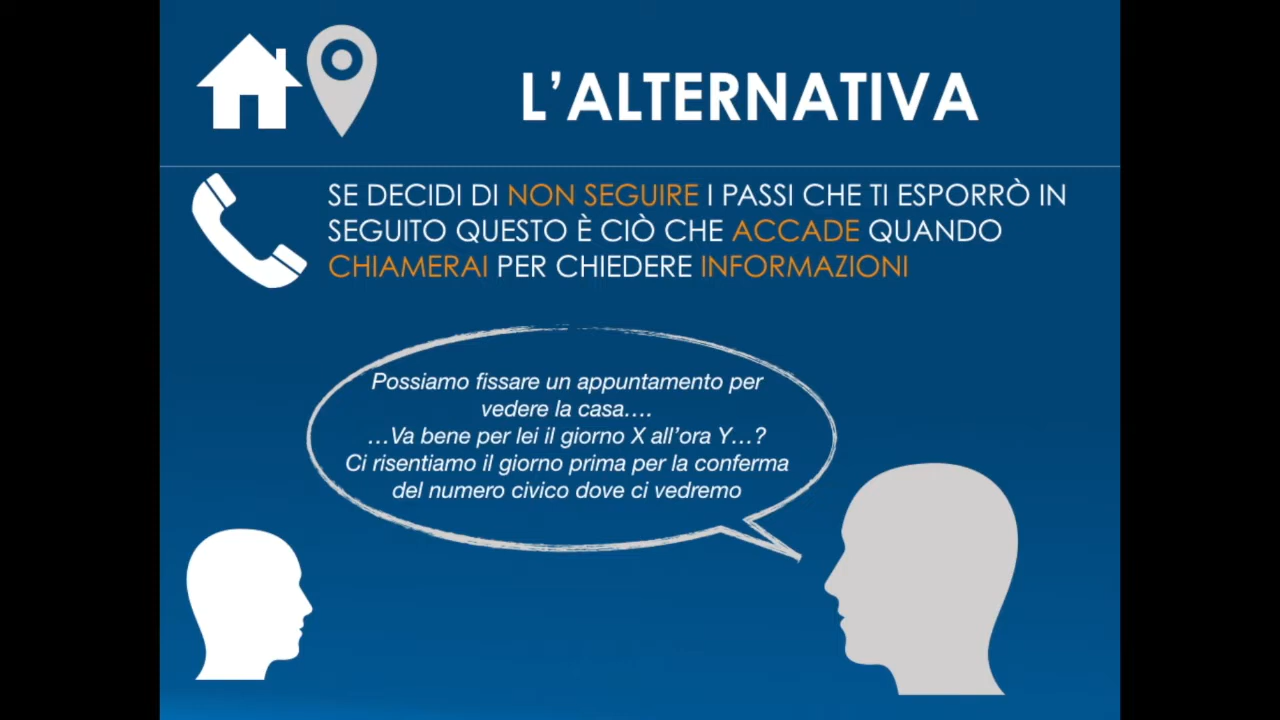 L'ALTERNATIVA
SE DECIDI DI NON SEGUIRE I PASSI CHE TI ESPORRÒ IN
SEGUITO QUESTO È CIÒ CHE ACCADE QUANDO
CHIAMERAI PER CHIEDERE INFORMAZIONI
Possiamo fissare un appuntamento per
vedere la casa....
...Va bene per lei il giorno X all'ora Y...?
Ci risentiamo il giorno prima per la conferma
del numero civico dove ci vedremo